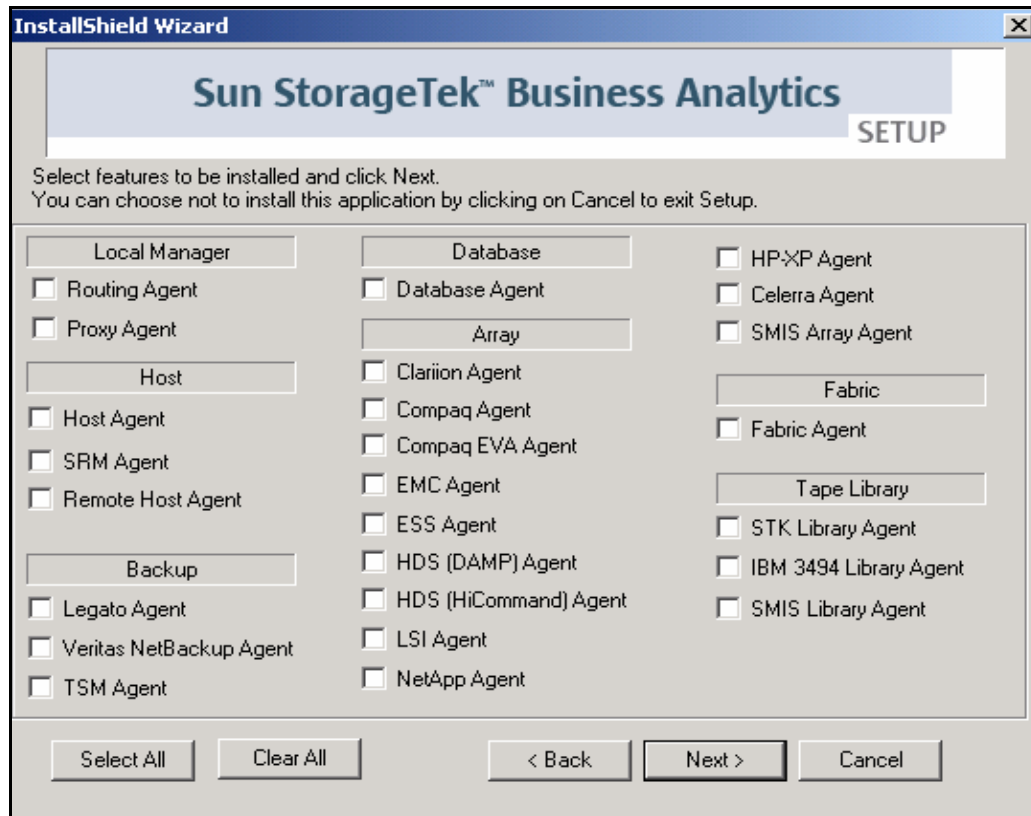 InstallShield Wizard
Sun StorageTek™ Business Analytics
SETUP
Select features to be installed and click Next.
You can choose not to install this application by clicking on Cancel to exit Setup.
Local Manager
Routing Agent
Proxy Agent
Host
Host Agent
SRM Agent
Remote Host Agent
Backup
Legato Agent
Veritas NetBackup Agent
TSM Agent
Database
Database Agent
Array
Clariion Agent
Compaq Agent
Compaq EVA Agent
EMC Agent
ESS Agent
HDS (DAMP) Agent
HDS (HiCommand) Agent
LSI Agent
NetApp Agent
HP-XP Agent
Celerra Agent
SMIS Array Agent
Fabric
Fabric Agent
Tape Library
STK Library Agent
IBM 3494 Library Agent
SMIS Library Agent
Select All
Clear All
< Back
Next >
Cancel